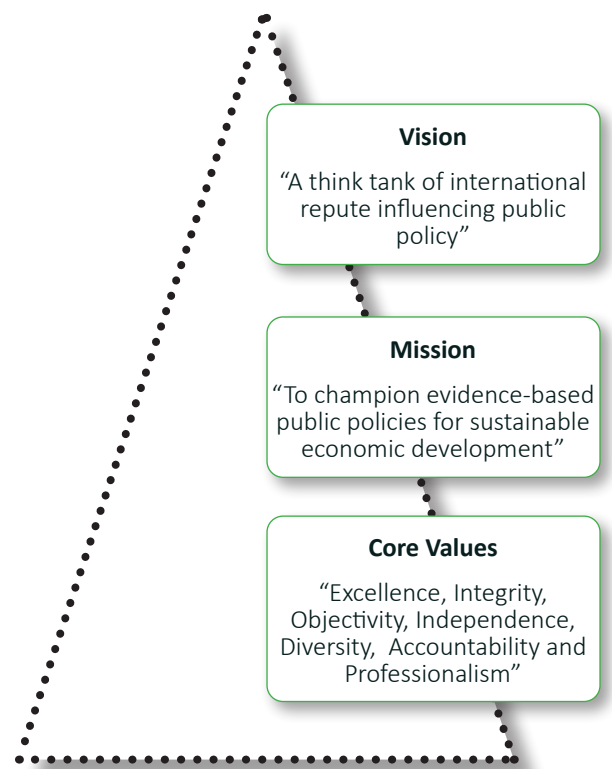 Vision
“A think tank of international
repute influencing public
policy”
Mission
“To champion evidence-based
public policies for sustainable
economic development”
Core Values
“Excellence, Integrity,
Objectivity, Independence,
Diversity,  Accountability and
Professionalism”